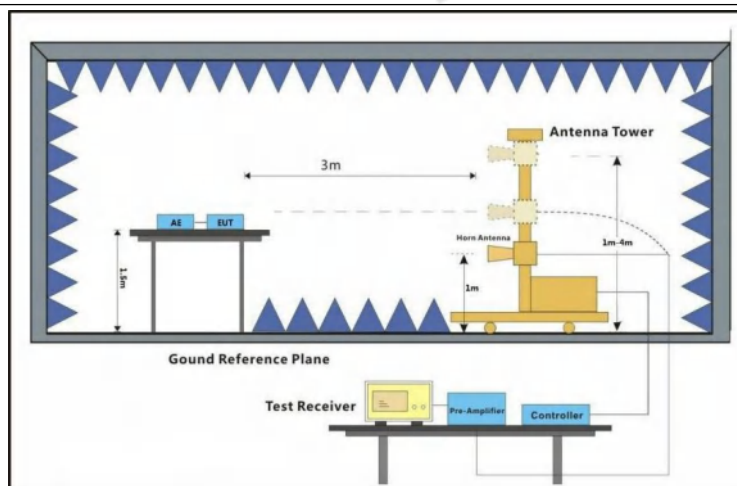 Antenna Tower
3m
AE
EUT
Horn Antenna
1m-4m
1.5m
1m
Gound Reference Plane
Test Receiver
Pre-Amplifier
Controller